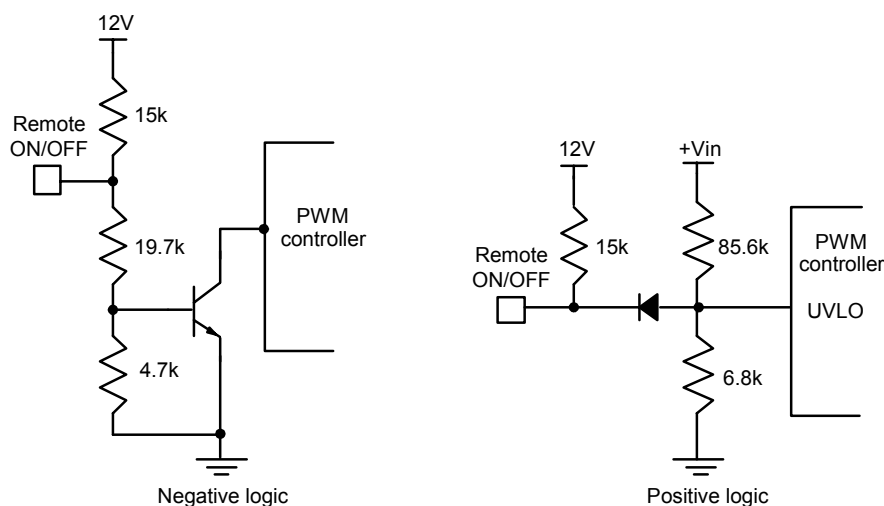 12V
15k
Remote
ON/OFF
19.7k
4.7k
PWM
controller
Negative logic
12V
+Vin
15k
85.6k
Remote
ON/OFF
PWM
controller
UVLO
6.8k
Positive logic